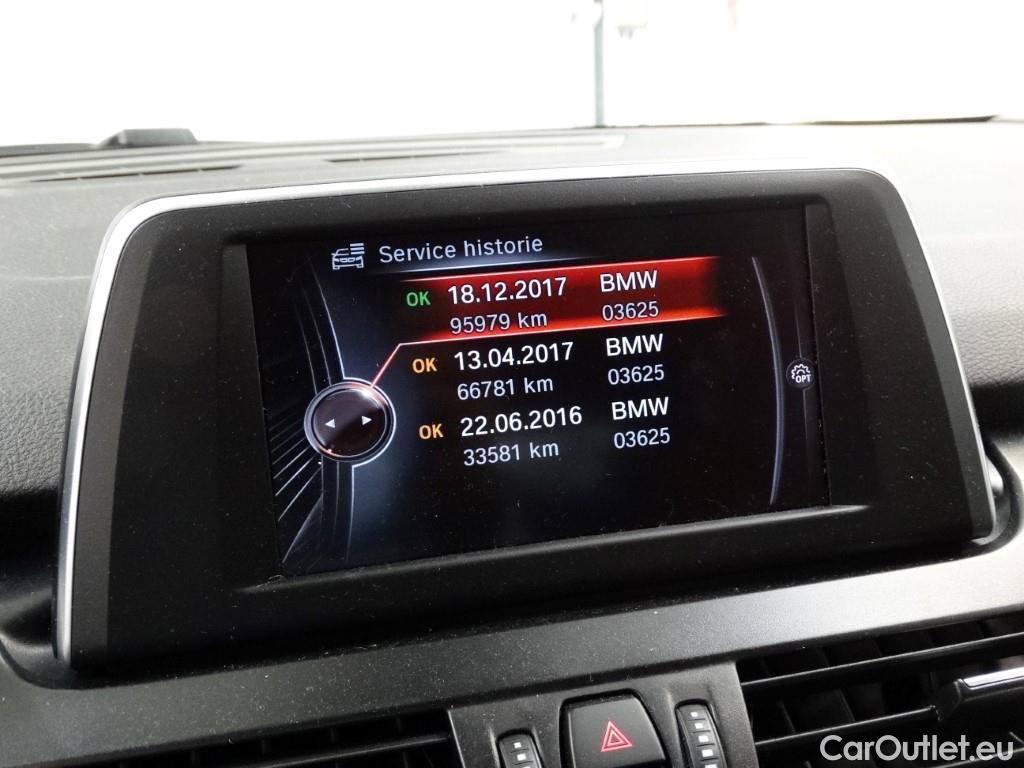 Service historie
OK 18.12.2017 BMW
95979 km 03625
OK 13.04.2017 BMW
66781 km 03625
OPT
OK 22.06.2016 BMW
33581 km 03625
CarOutlet.eu